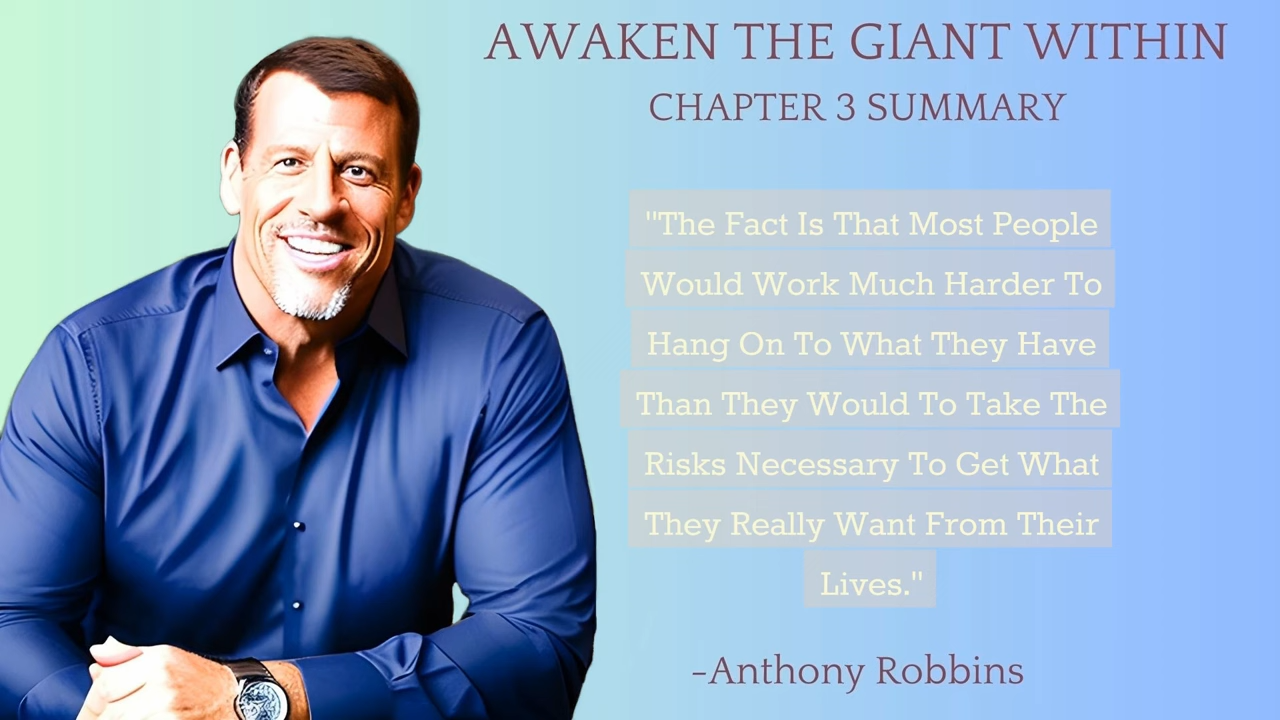 AWAKEN THE GIANT WITHIN
CHAPTER 3 SUMMARY
"The Fact Is That Most People
Would Work Much Harder To
Hang On To What They Have
Than They Would To Take The
Risks Necessary To Get What
They Really Want From Their
Lives."
-Anthony Robbins